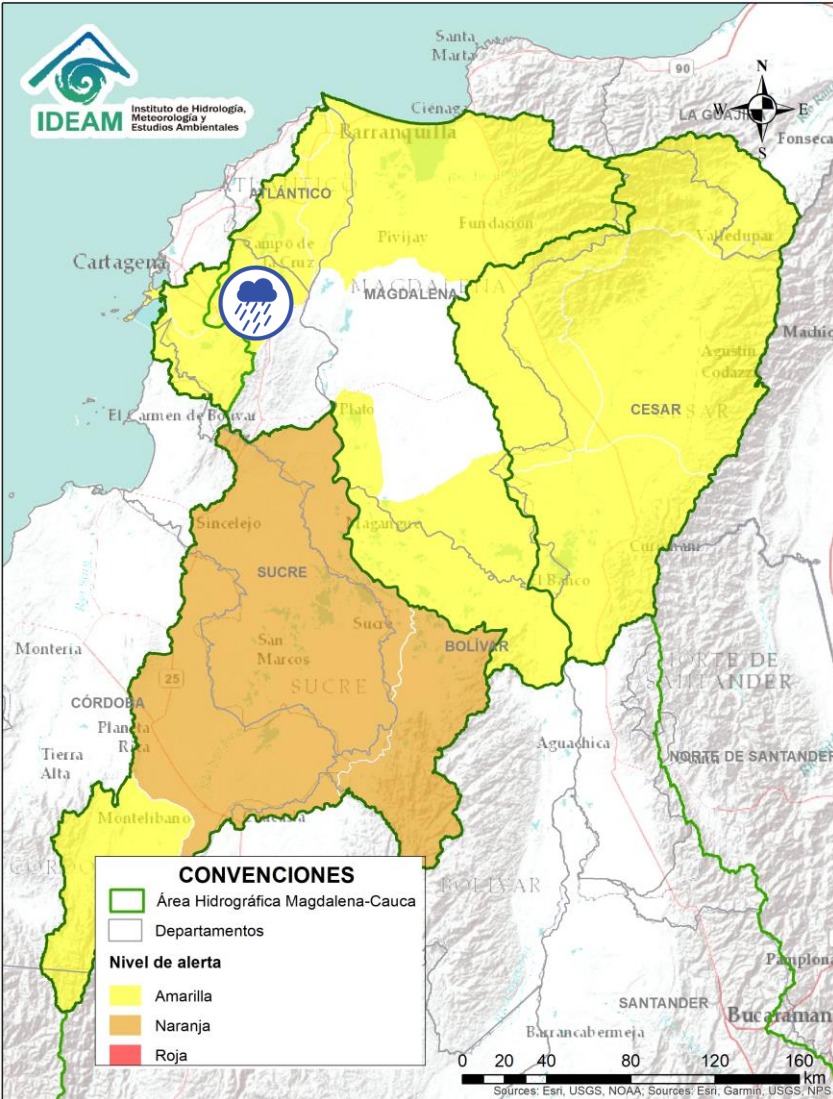 IDEAM
Instituto de Hidrología,
Meteorología y
Estudios Ambientales
Santa
Marta
90
N
W
E
S
Ciénaga
LA GUAJIRA
Fonseca
Barranquilla
ATLÁNTICO
Campo de
la Cruz
Pivijay
Fundación
Valledupar
Cartagena
MAGDALENA
MAGDALENA
Agustín
Codazzi
El Carmen de Bolívar
Plato
CESAR
CESAR
Sincelejo
Magangué
SUCRE
El Banco
Sucre
San
Marcos
SUCRE
BOLÍVAR
Montería
25
CÓRDOBA
Planeta
Rica
Tierra
Alta
NORTE DE
SANTANDER
Aguachica
NORTE DE SANTANDER
Montelíbano
BOLÍVAR
CONVENCIONES
Área Hidrográfica Magdalena-Cauca
Departamentos
Nivel de alerta
Amarilla
Naranja
Roja
Pamplona
SANTANDER
Bucaraman
Barrancabermeja
0 20 40 80 120 160
km
Sources: Esri, USGS, NOAA; Sources: Esri, Garmin, USGS, NPS